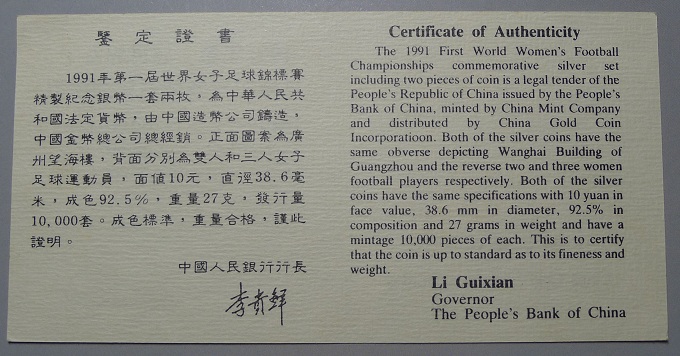 鑒定證書
1991年第一屆世界女子足球錦標賽
精製紀念銀幣一套兩枚，為中華人民共
和國法定貨幣，由中國造幣公司鑄造，
中國金幣總公司總經銷。正面圖案為廣
州望海樓，背面分別為雙人和三人女子
足球運動員，面值10元，直徑38.6毫
米，成色92.5%，重量27克，發行量
10,000套。成色標準，重量合格，謹此
證明。
中國人民銀行行長
李貴鮮
Certificate of Authenticity
The 1991 First World Women's Football
Championships commemorative silver set
including two pieces of coin is a legal tender of the
People's Republic of China issued by the People's
Bank of China, minted by China Mint Company
and distributed by China Gold Coin
Incorporatioon. Both of the silver coins have the
same obverse depicting Wanghai Building of
Guangzhou and the reverse two and three women
football players respectively. Both of the silver
coins have the same specifications with 10 yuan in
face value, 38.6 mm in diameter, 92.5% in
composition and 27 grams in weight and have a
mintage 10,000 pieces of each. This is to certify
that the coin is up to standard as to its fineness and
weight.
Li Guixian
Governor
The People's Bank of China